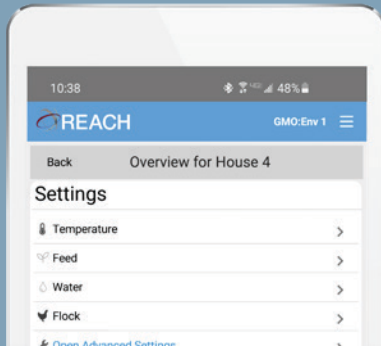 10:38 48%
REACH GMO:Env 1
Back Overview for House 4
Settings
Temperature
Feed
Water
Flock
Open Advanced Settings